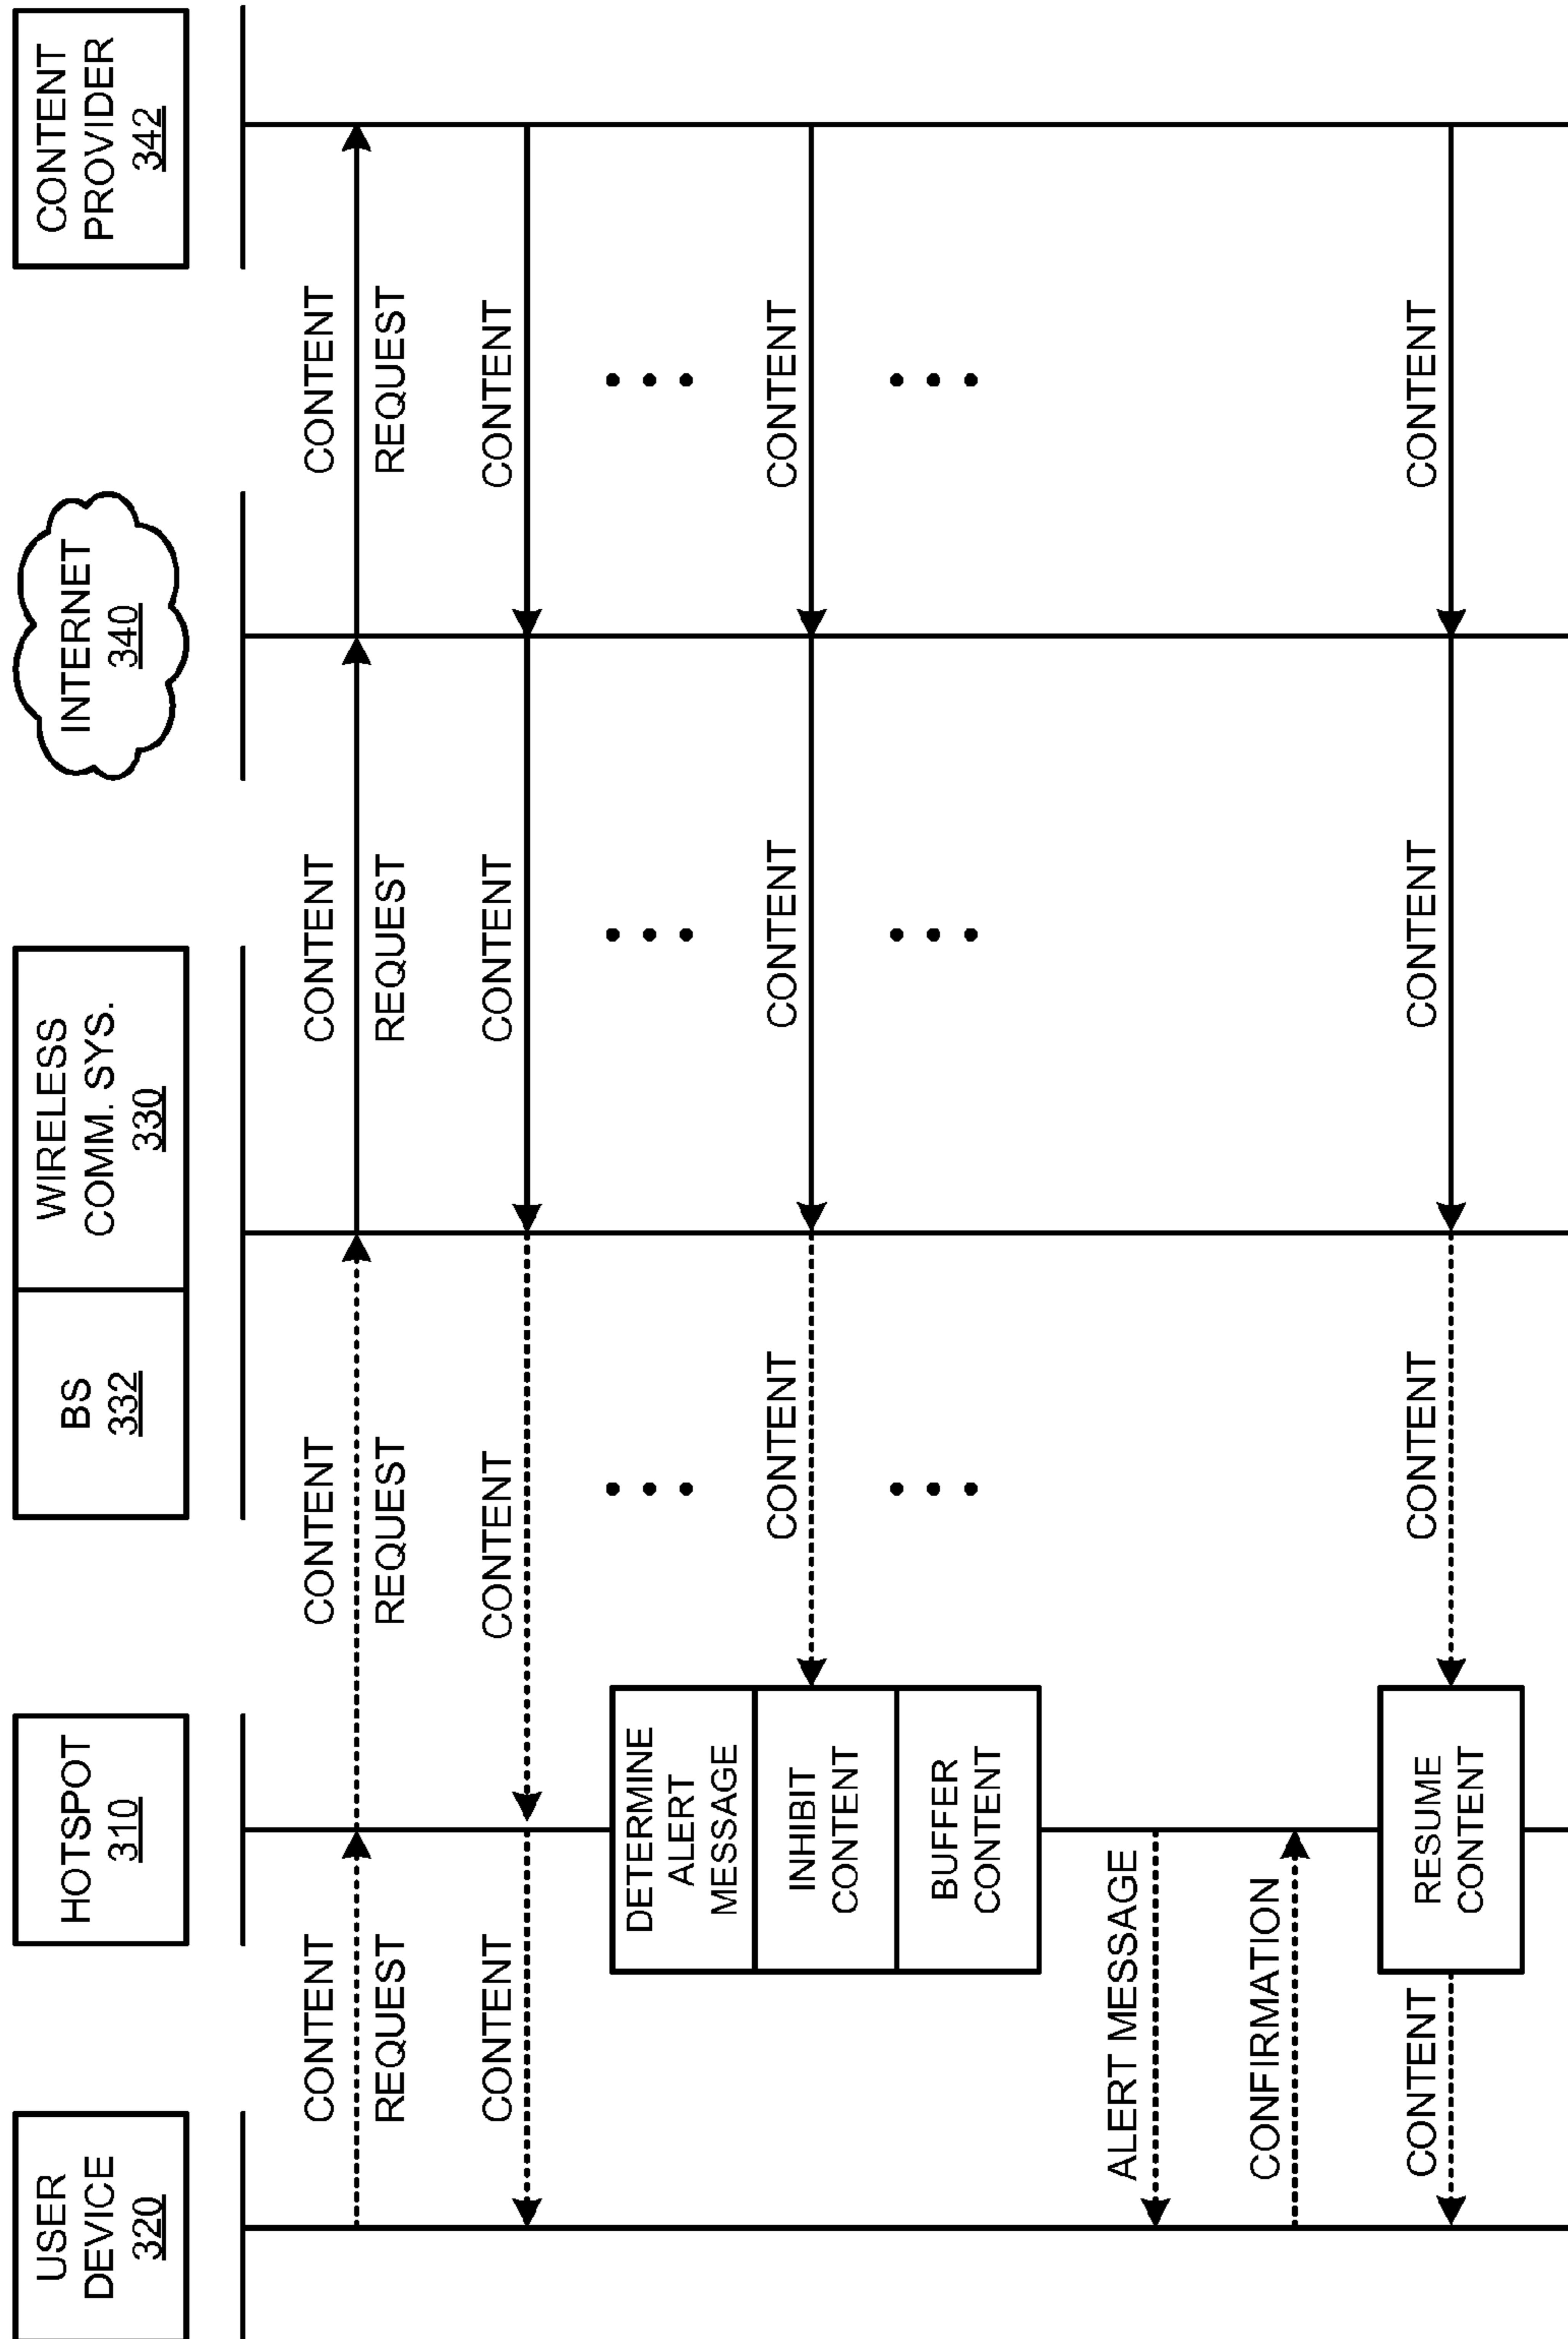 USER
DEVICE
320
HOTSPOT
310
BS
332
WIRELESS
COMM. SYS.
330
INTERNET
340
CONTENT
PROVIDER
342
CONTENT
REQUEST
CONTENT
REQUEST
CONTENT
REQUEST
CONTENT
REQUEST
CONTENT
CONTENT
CONTENT
CONTENT
DETERMINE
ALERT
MESSAGE
INHIBIT
CONTENT
BUFFER
CONTENT
CONTENT
CONTENT
CONTENT
ALERT MESSAGE
CONFIRMATION
CONTENT
RESUME
CONTENT
CONTENT
CONTENT
CONTENT